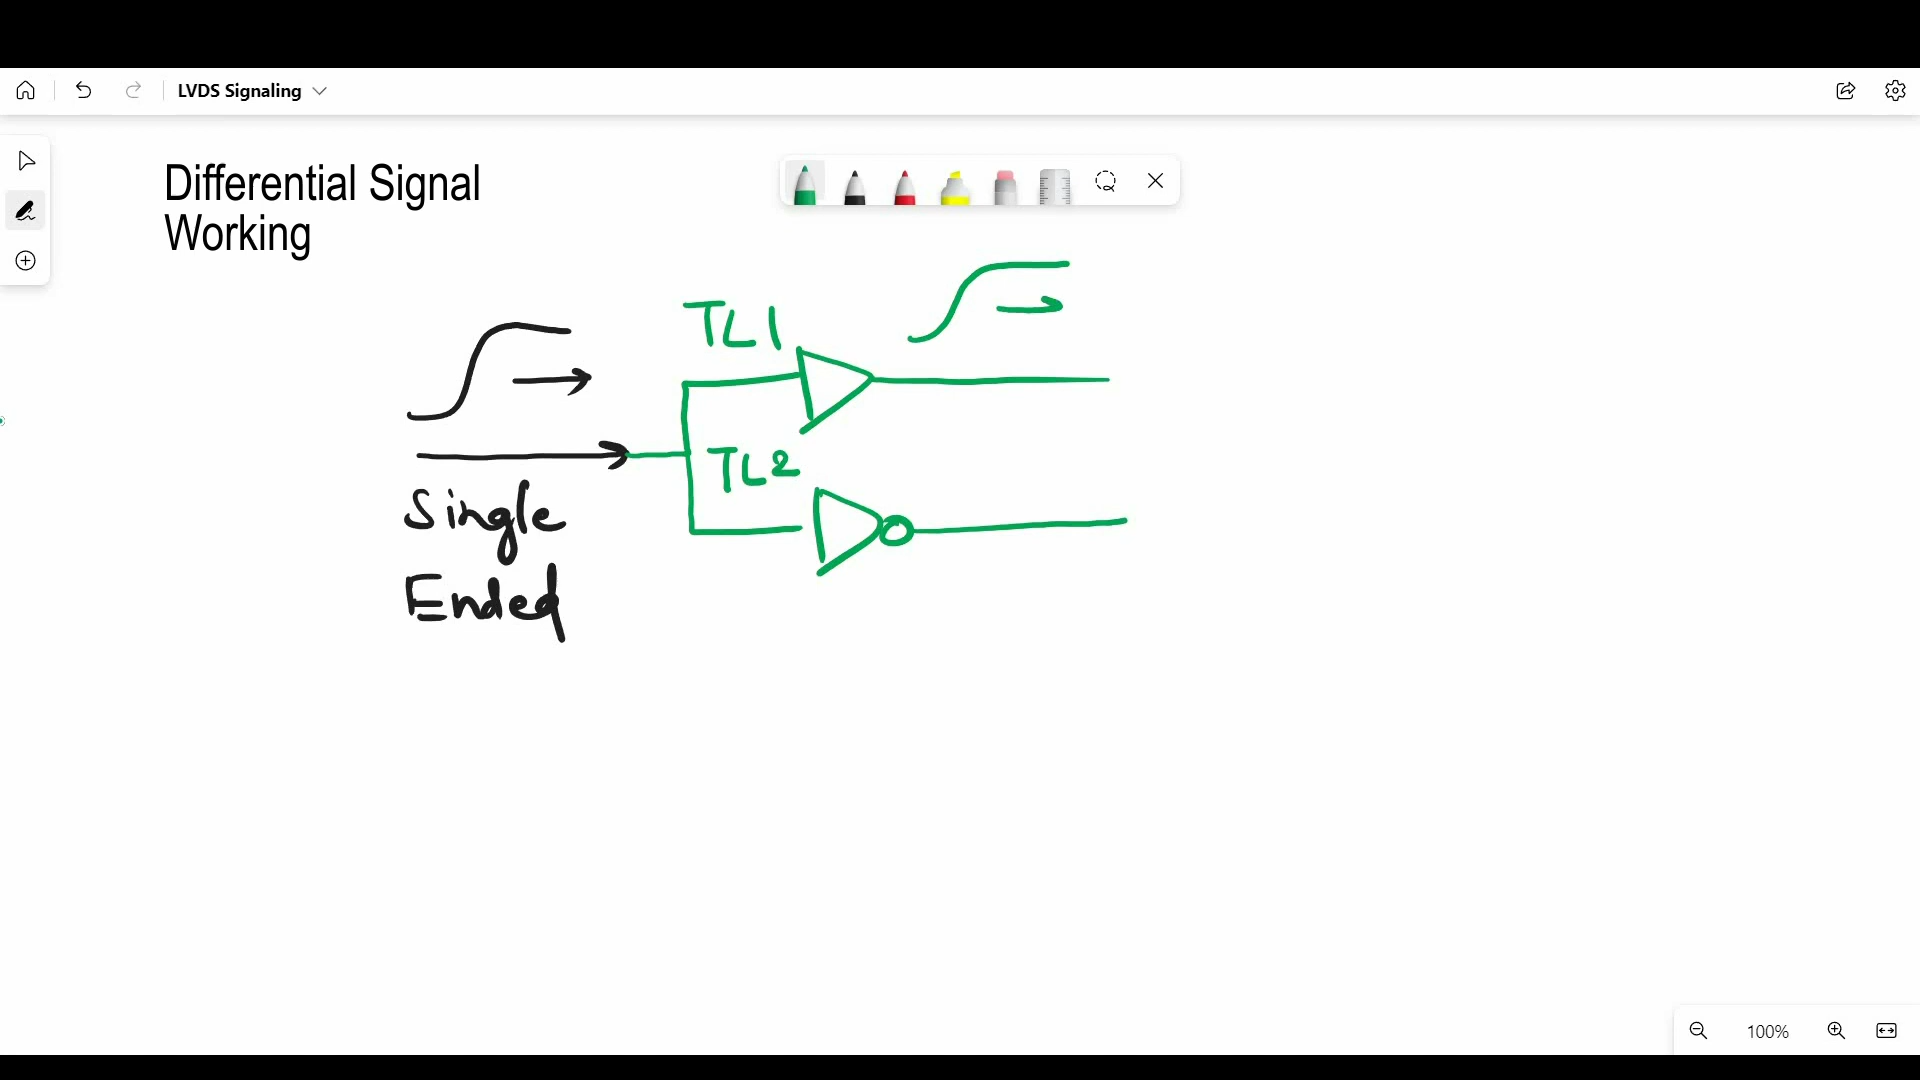 LVDS Signaling
Differential Signal
Working
TL1
TL2
Single
Ended
100%